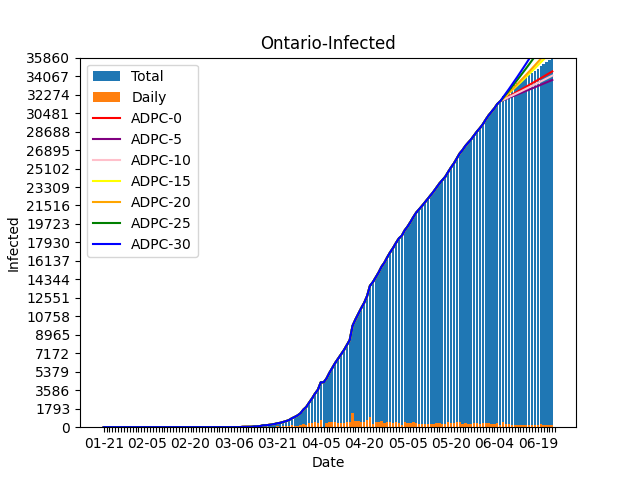 Ontario-Infected
35860
34067
32274
30481
28688
26895
25102
23309
21516
19723
17930
16137
14344
12551
10758
8965
7172
5379
3586
1793
0
Infected
Total
Daily
ADPC-0
ADPC-5
ADPC-10
ADPC-15
ADPC-20
ADPC-25
ADPC-30
01-21 02-05 02-20 03-06 03-21 04-05 04-20 05-05 05-20 06-04 06-19
Date